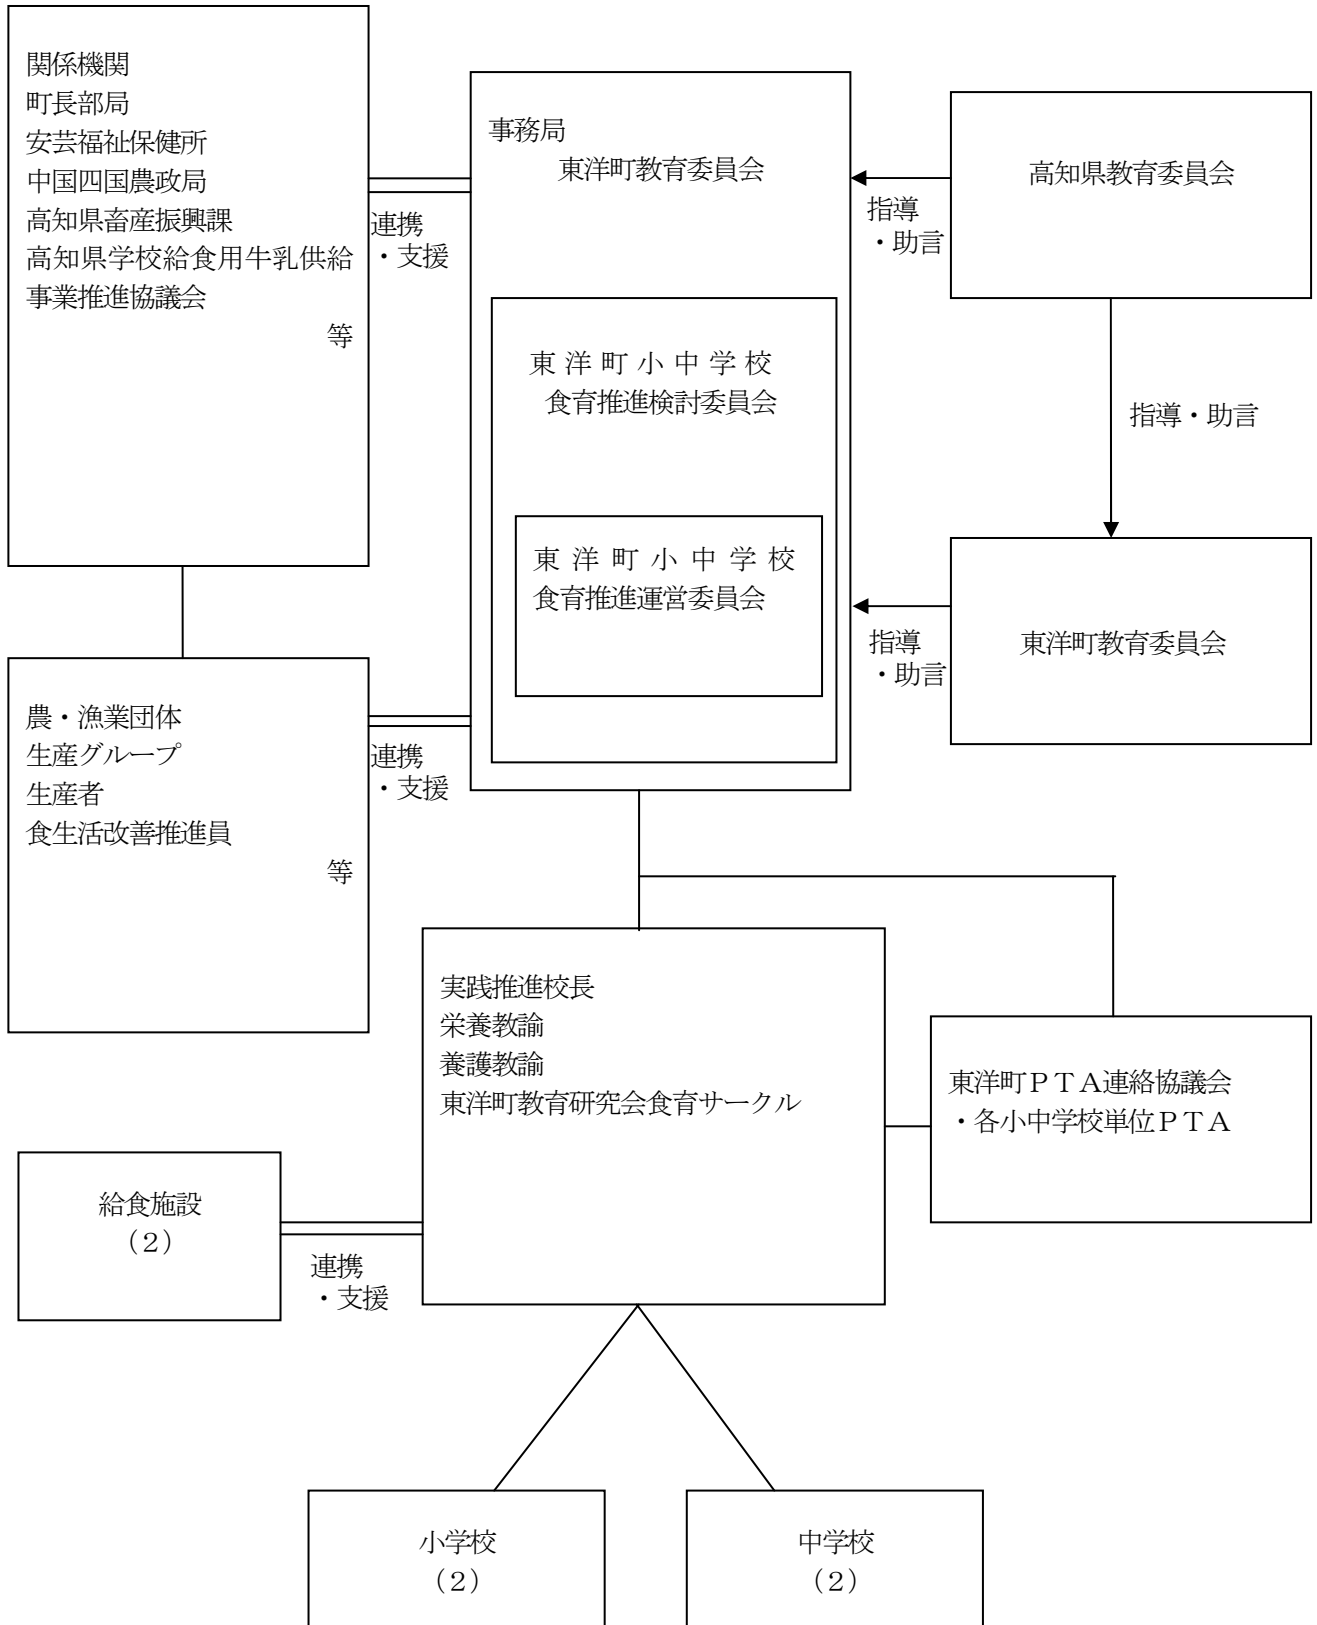 関係機関
町長部局
安芸福祉保健所
中国四国農政局
高知県畜産振興課
高知県学校給食用牛乳供給
事業推進協議会
等
連携
・支援
事務局
東洋町教育委員会
東洋町小中学校
食育推進検討委員会
東洋町小中学校
食育推進運営委員会
高知県教育委員会
指導
・助言
指導・助言
東洋町教育委員会
指導
・助言
農・漁業団体
生産グループ
生産者
食生活改善推進員
等
連携
・支援
実践推進校長
栄養教諭
養護教諭
東洋町教育研究会食育サークル
東洋町ＰＴＡ連絡協議会
・各小中学校単位ＰＴＡ
給食施設
（２）
連携
・支援
小学校
（２）
中学校
（２）